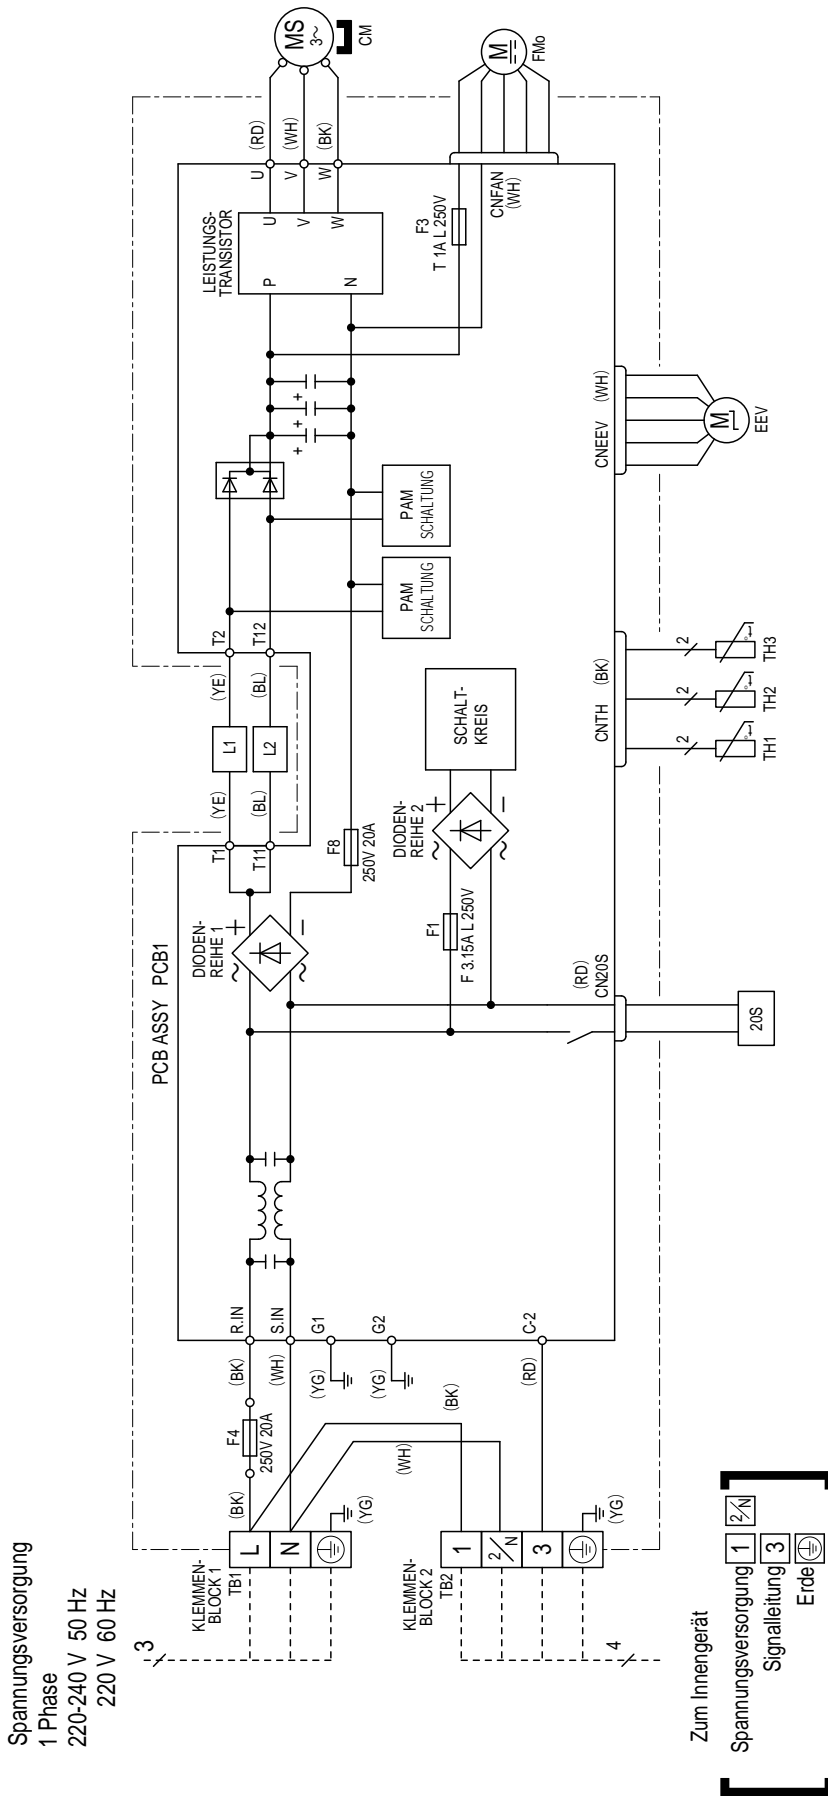 Spannungsversorgung
1 Phase
220-240 V 50 Hz
220 V 60 Hz
3
KLEMMEN-
BLOCK 1
TB1
L
N
(YG)
(BK)
F4
250V 20A
(BK)
(WH)
R.IN
S.IN
G1
(YG)
G2
(YG)
C-2
(RD)
(BK)
(WH)
KLEMMEN-
BLOCK 2
TB2
1
2/N
3
(YG)
4
Zum Innengerät
Spannungsversorgung 1 2/N
Signalleitung 3
Erde
PCB ASSY PCB1
DIODEN-
REIHE 1
+
−
~
~
T1
T11
(YE)
(BL)
L1
L2
(YE)
(BL)
T2
T12
F8
250V 20A
F1
F 3.15A L 250V
DIODEN-
REIHE 2
+
−
~
~
SCHALT-
KREIS
PAM
SCHALTUNG
PAM
SCHALTUNG
+
+
+
LEISTUNGS-
TRANSISTOR
P
N
U
V
W
U
V
W
(RD)
(WH)
(BK)
MS
3~
CM
F3
T 1A L 250V
CNFAN
(WH)
M
FMo
(RD)
CN20S
20S
CNTH (BK)
2
2
2
TH1
TH2
TH3
CNEEV (WH)
M
EEV